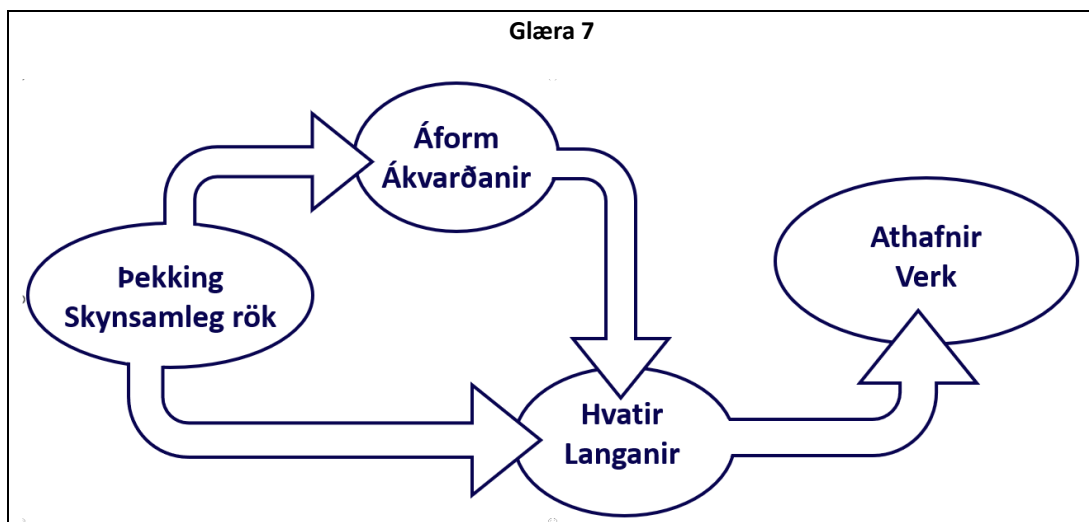 Glæra 7
Áform
Ákvarðanir
Þekking
Skynsamleg rök
Athafnir
Verk
Hvatir
Langanir